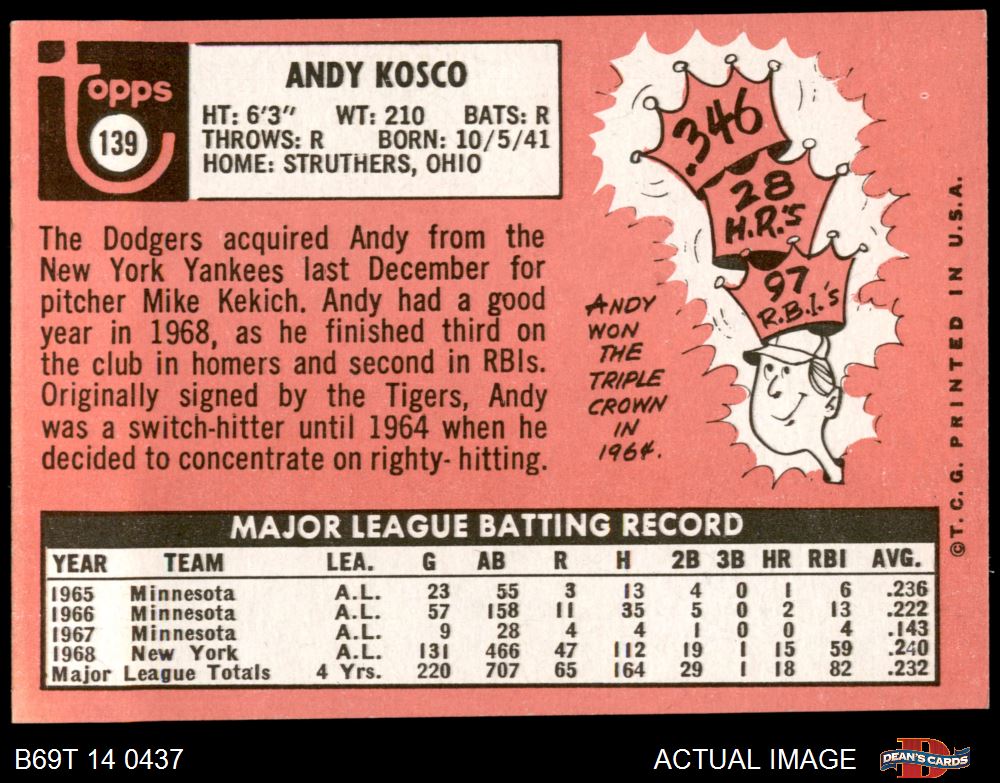 Topps
139
ANDY KOSCO
HT: 6'3" WT: 210 BATS: R
THROWS: R BORN: 10/5/41
HOME: STRUTHERS, OHIO
The Dodgers acquired Andy from the
New York Yankees last December for
pitcher Mike Kekich. Andy had a good
year in 1968, as he finished third on
the club in homers and second in RBIs.
Originally signed by the Tigers, Andy
was a switch-hitter until 1964 when he
decided to concentrate on righty- hitting.
.346
28
H.R.'S
97
R.B.I.'s
ANDY
WON
THE
TRIPLE
CROWN
IN
1964.
©T. C. G. PRINTED IN U.S.A.
MAJOR LEAGUE BATTING RECORD
YEAR TEAM LEA. G AB R H 2B 3B HR RBI AVG.
1965 Minnesota A.L. 23 55 3 13 4 0 1 6 .236
1966 Minnesota A.L. 57 158 11 35 5 0 2 13 .222
1967 Minnesota A.L. 9 28 4 4 1 0 0 4 .143
1968 New York A.L. 131 466 47 112 19 1 15 59 .240
Major League Totals 4 Yrs. 220 707 65 164 29 1 18 82 .232
B69T 14 0437
ACTUAL IMAGE
DEAN'S CARDS